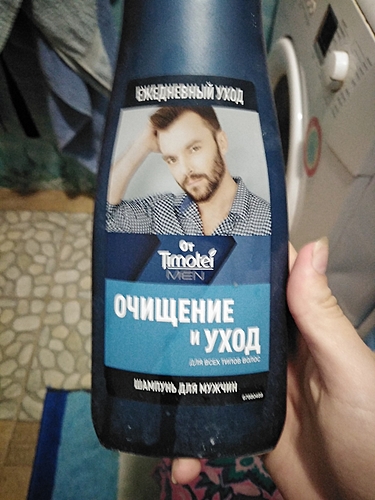 ЕЖЕДНЕВНЫЙ УХОД
От
Timotei
MEN
ОЧИЩЕНИЕ
и УХОД
ДЛЯ ВСЕХ ТИПОВ ВОЛОС
ШАМПУНЬ ДЛЯ МУЖЧИН